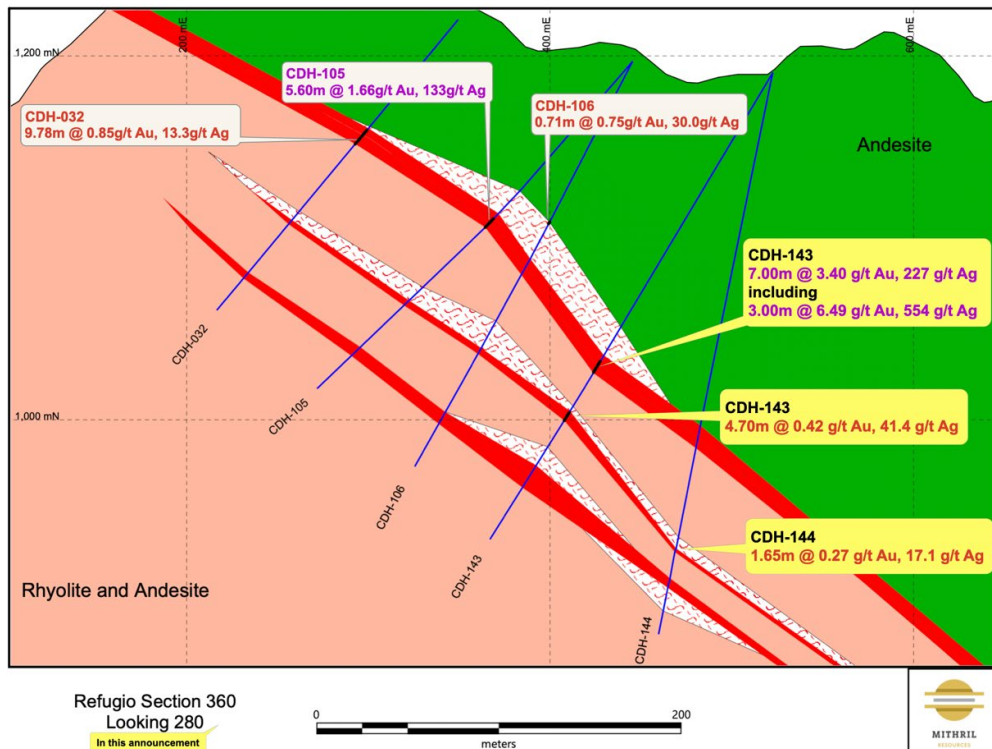 200 mE
400 mE
600 mE
1,200 mN
CDH-105
5.60m @ 1.66g/t Au, 133g/t Ag
CDH-032
9.78m @ 0.85g/t Au, 13.3g/t Ag
CDH-106
0.71m @ 0.75g/t Au, 30.0g/t Ag
Andesite
CDH-143
7.00m @ 3.40 g/t Au, 227 g/t Ag
including
3.00m @ 6.49 g/t Au, 554 g/t Ag
CDH-032
CDH-105
1,000 mN
CDH-143
4.70m @ 0.42 g/t Au, 41.4 g/t Ag
CDH-106
CDH-143
CDH-144
1.65m @ 0.27 g/t Au, 17.1 g/t Ag
Rhyolite and Andesite
CDH-144
Refugio Section 360
Looking 280
In this announcement
0
200
meters
MITHRIL
RESOURCES